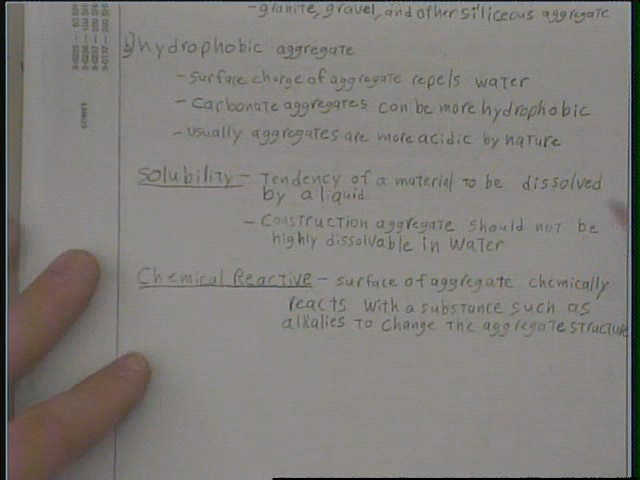 - granite, gravel, and other siliceous aggregate
b) hydrophobic aggregate
- surface charge of aggregate repels water
- Carbonate aggregates can be more hydrophobic
- usually aggregates are more acidic by nature
Solubility - Tendency of a material to be dissolved
by a liquid
- Construction aggregate should not be
highly dissolvable in water
Chemical Reactive - surface of aggregate chemically
reacts with a substance such as
alkalies to change the aggregate structure
COMET